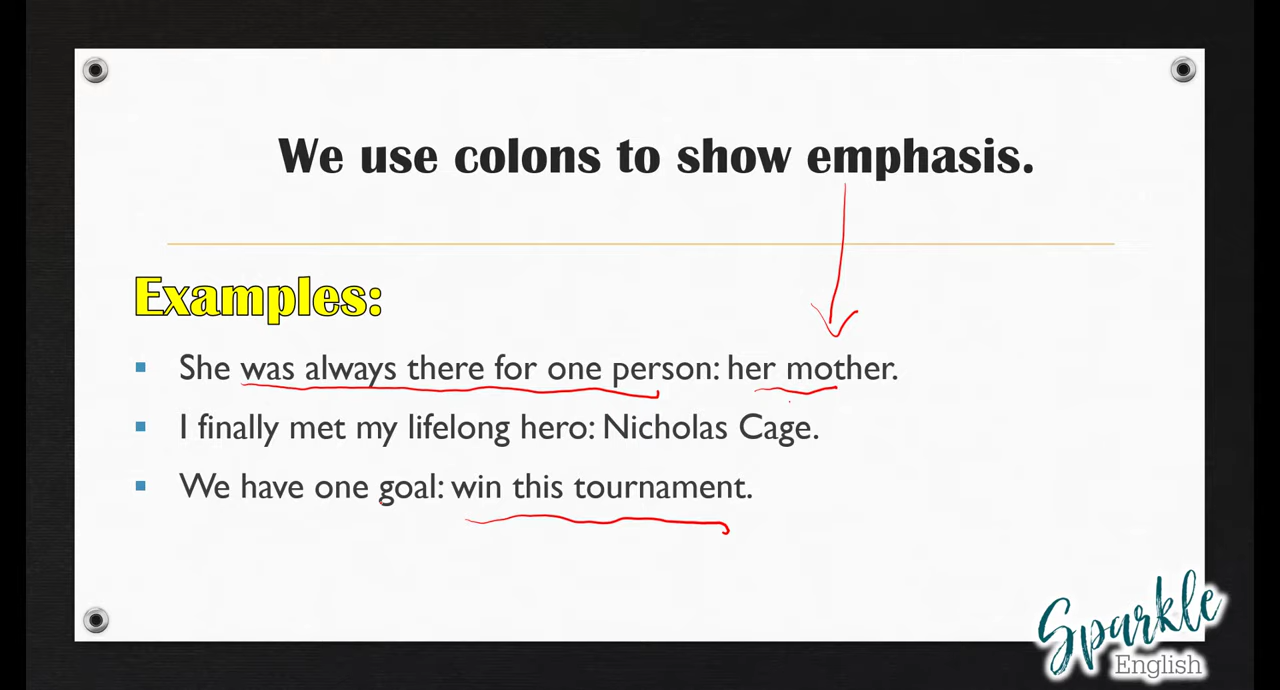 We use colons to show emphasis.
Examples:
She was always there for one person: her mother.
I finally met my lifelong hero: Nicholas Cage.
We have one goal: win this tournament.
Sparkle
English